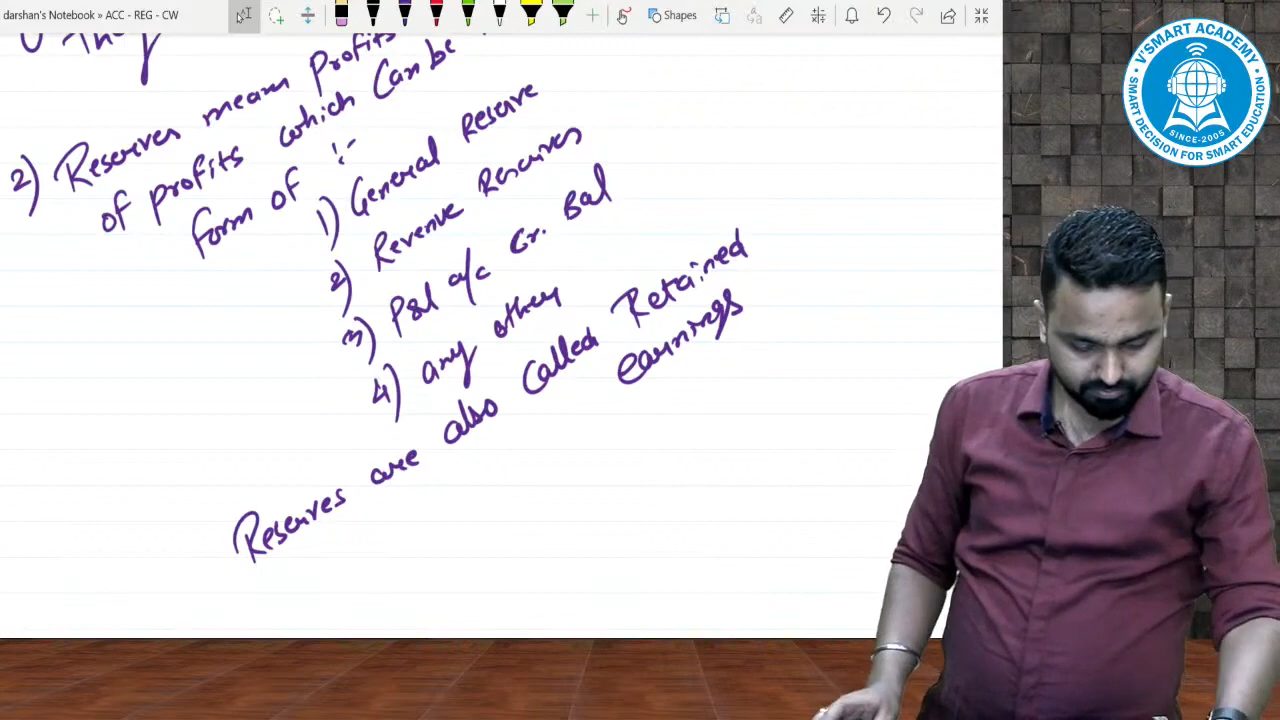 darshan's Notebook » ACC - REG - CW
Shapes
V'SMART ACADEMY
SINCE-2005
SMART DECISION FOR SMART EDUCATION
2) Reserves means Profits
of profits which Can be
form of :-
1) General Reserve
2) Revenue Reserves
3) P&l a/c Cr. Bal
4) any other
Reserves are also Called Retained
earnings